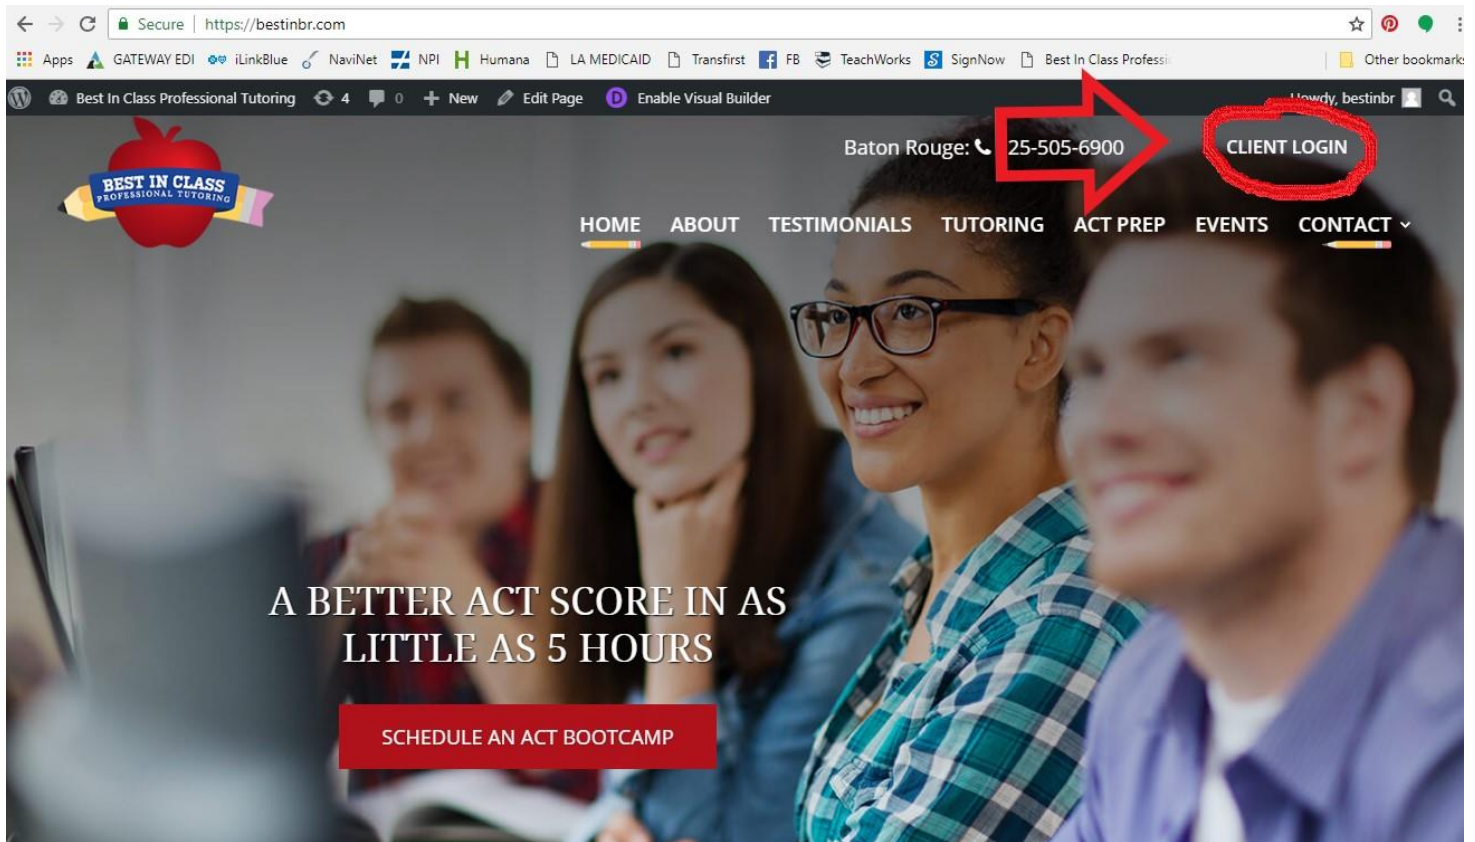 Secure | https://bestinbr.com
Apps GATEWAY EDI iLinkBlue NaviNet NPI Humana LA MEDICAID Transfirst FB TeachWorks SignNow Best In Class Professi Other bookmarks
Best In Class Professional Tutoring 4 0 New Edit Page D Enable Visual Builder Howdy, bestinbr
BEST IN CLASS
PROFESSIONAL TUTORING
Baton Rouge: 25-505-6900 CLIENT LOGIN
HOME ABOUT TESTIMONIALS TUTORING ACT PREP EVENTS CONTACT
A BETTER ACT SCORE IN AS
LITTLE AS 5 HOURS
SCHEDULE AN ACT BOOTCAMP